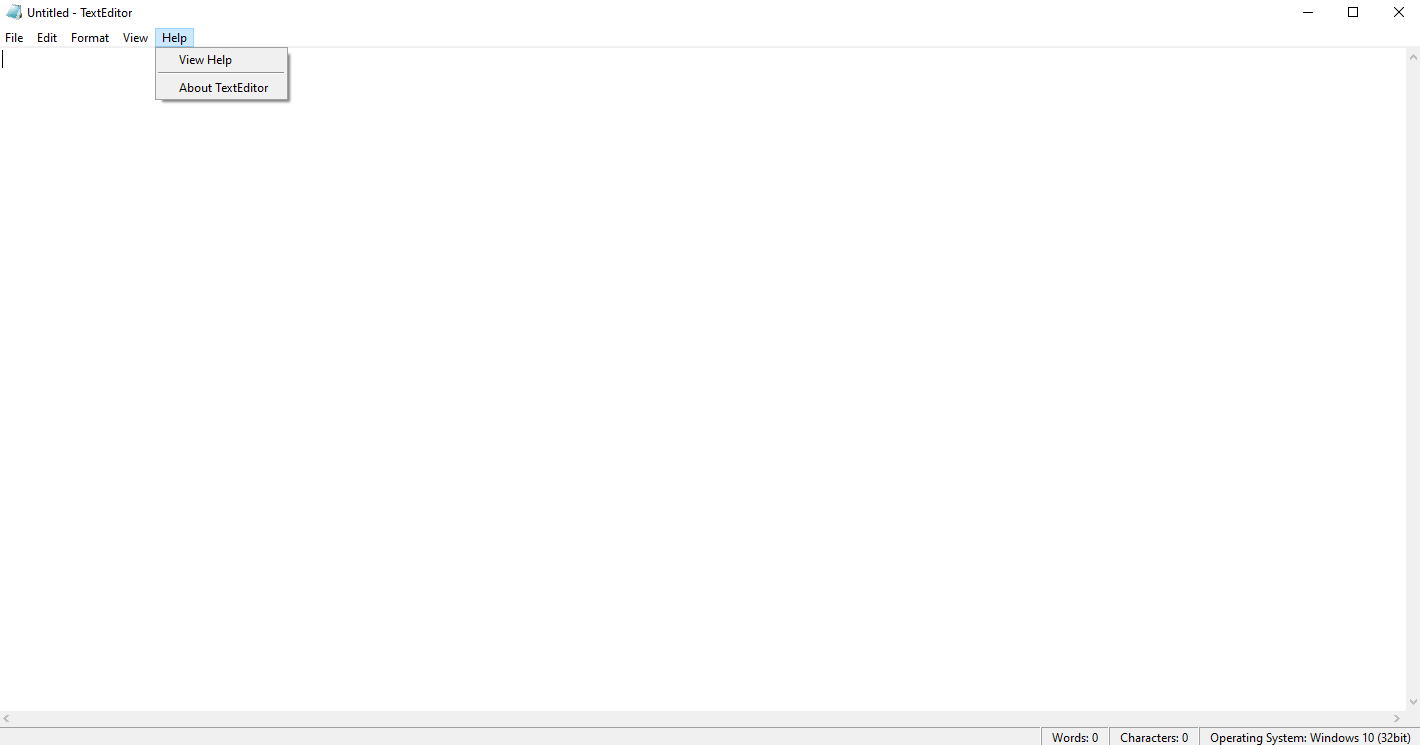 Untitled - TextEditor
File Edit Format View Help
View Help
About TextEditor
Words: 0 Characters: 0 Operating System: Windows 10 (32bit)